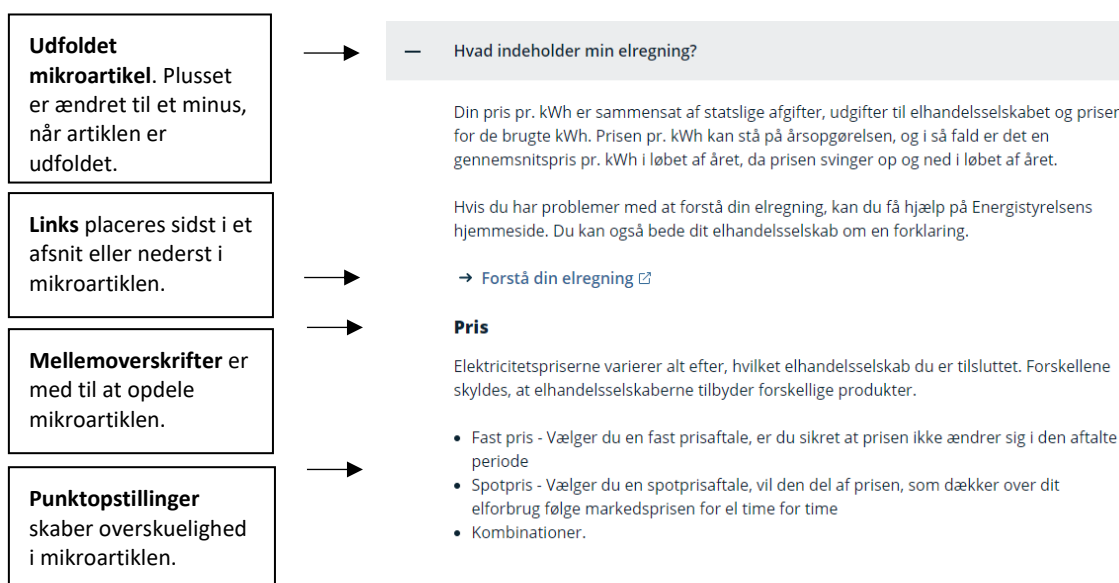 Udfoldet
mikroartikel. Plusset
er ændret til et minus,
når artiklen er
udfoldet.
Links placeres sidst i et
afsnit eller nederst i
mikroartiklen.
Mellemoverskrifter er
med til at opdele
mikroartiklen.
Punktopstillinger
skaber overskuelighed
i mikroartiklen.
Hvad indeholder min elregning?
Din pris pr. kWh er sammensat af statslige afgifter, udgifter til elhandelsselskabet og prisen
for de brugte kWh. Prisen pr. kWh kan stå på årsopgørelsen, og i så fald er det en
gennemsnitspris pr. kWh i løbet af året, da prisen svinger op og ned i løbet af året.
Hvis du har problemer med at forstå din elregning, kan du få hjælp på Energistyrelsens
hjemmeside. Du kan også bede dit elhandelsselskab om en forklaring.
→ Forstå din elregning
Pris
Elektricitetspriserne varierer alt efter, hvilket elhandelsselskab du er tilsluttet. Forskellene
skyldes, at elhandelsselskaberne tilbyder forskellige produkter.
• Fast pris - Vælger du en fast prisaftale, er du sikret at prisen ikke ændrer sig i den aftalte
periode
• Spotpris - Vælger du en spotprisaftale, vil den del af prisen, som dækker over dit
elforbrug følge markedsprisen for el time for time
• Kombinationer.